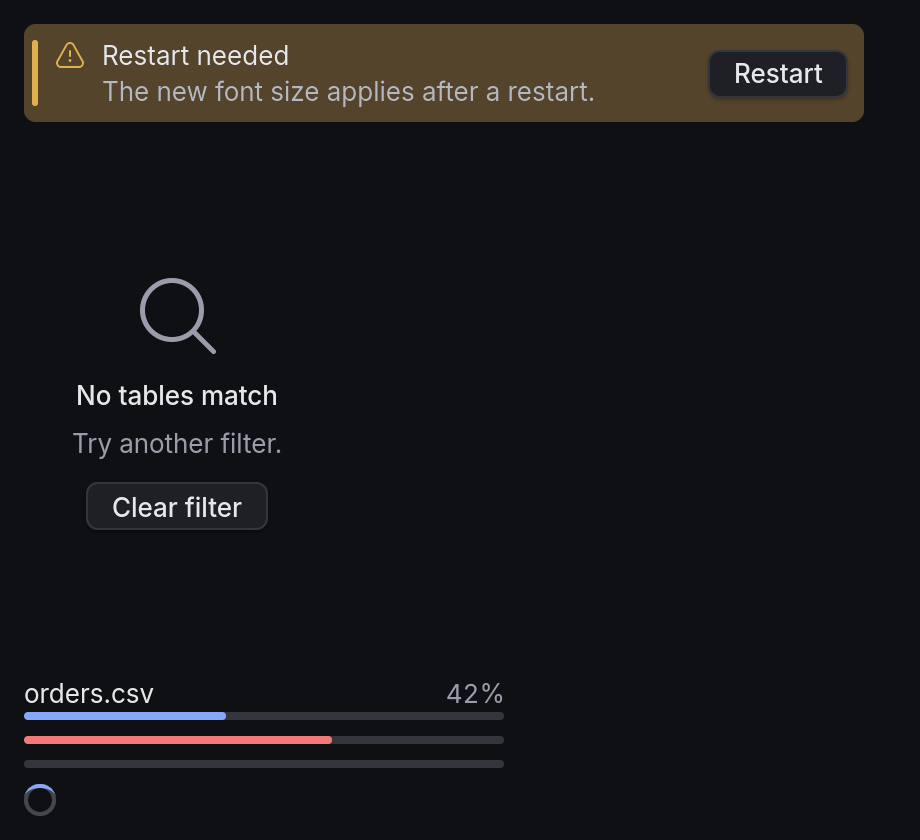 Restart needed
The new font size applies after a restart.
Restart
No tables match
Try another filter.
Clear filter
orders.csv 42%